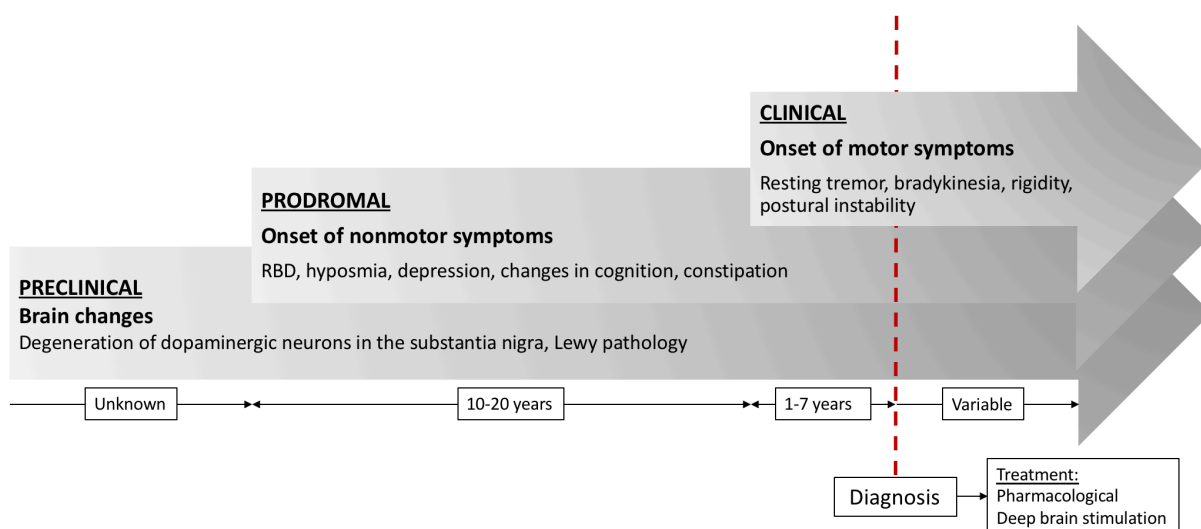 CLINICAL
Onset of motor symptoms
Resting tremor, bradykinesia, rigidity,
postural instability
PRODROMAL
Onset of nonmotor symptoms
RBD, hyposmia, depression, changes in cognition, constipation
PRECLINICAL
Brain changes
Degeneration of dopaminergic neurons in the substantia nigra, Lewy pathology
Unknown
10-20 years
1-7 years
Variable
Diagnosis
Treatment:
Pharmacological
Deep brain stimulation